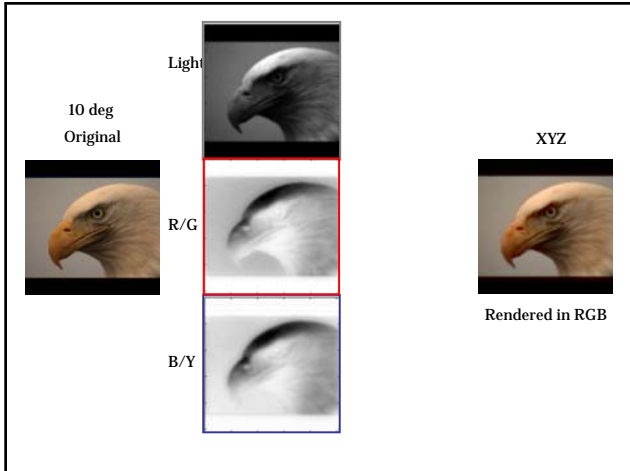 Light
10 deg
Original
XYZ
R/G
Rendered in RGB
B/Y